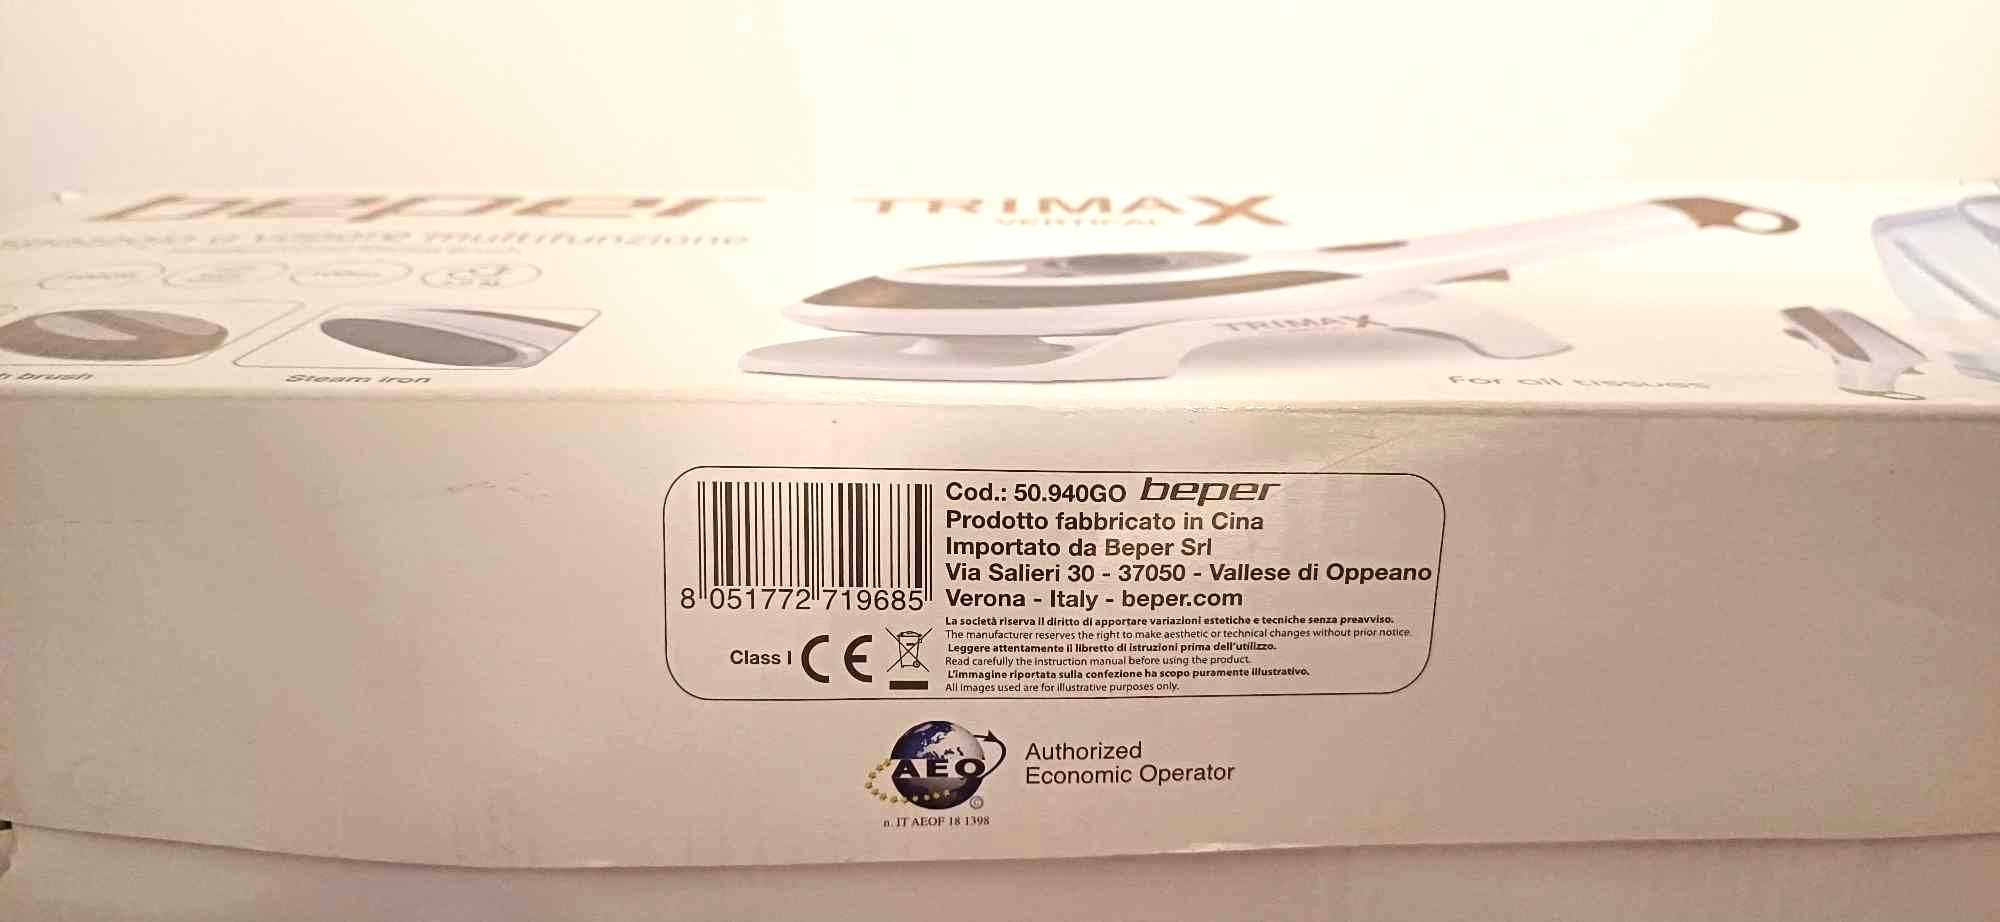 beper
TRIMAX
VERTICAL
spazzola a vapore multifunzione
brush
Steam iron
TRIMAX
For all tissues
Cod.: 50.940GO beper
Prodotto fabbricato in Cina
Importato da Beper Srl
Via Salieri 30 - 37050 - Vallese di Oppeano
Verona - Italy - beper.com
8 051772 719685
La società riserva il diritto di apportare variazioni estetiche e tecniche senza preavviso.
The manufacturer reserves the right to make aesthetic or technical changes without prior notice.
Leggere attentamente il libretto di istruzioni prima dell'utilizzo.
Read carefully the instruction manual before using the product.
L'immagine riportata sulla confezione ha scopo puramente illustrativo.
All images used are for illustrative purposes only.
Class I CE
AEO
Authorized
Economic Operator
n. IT AEOF 18 1398